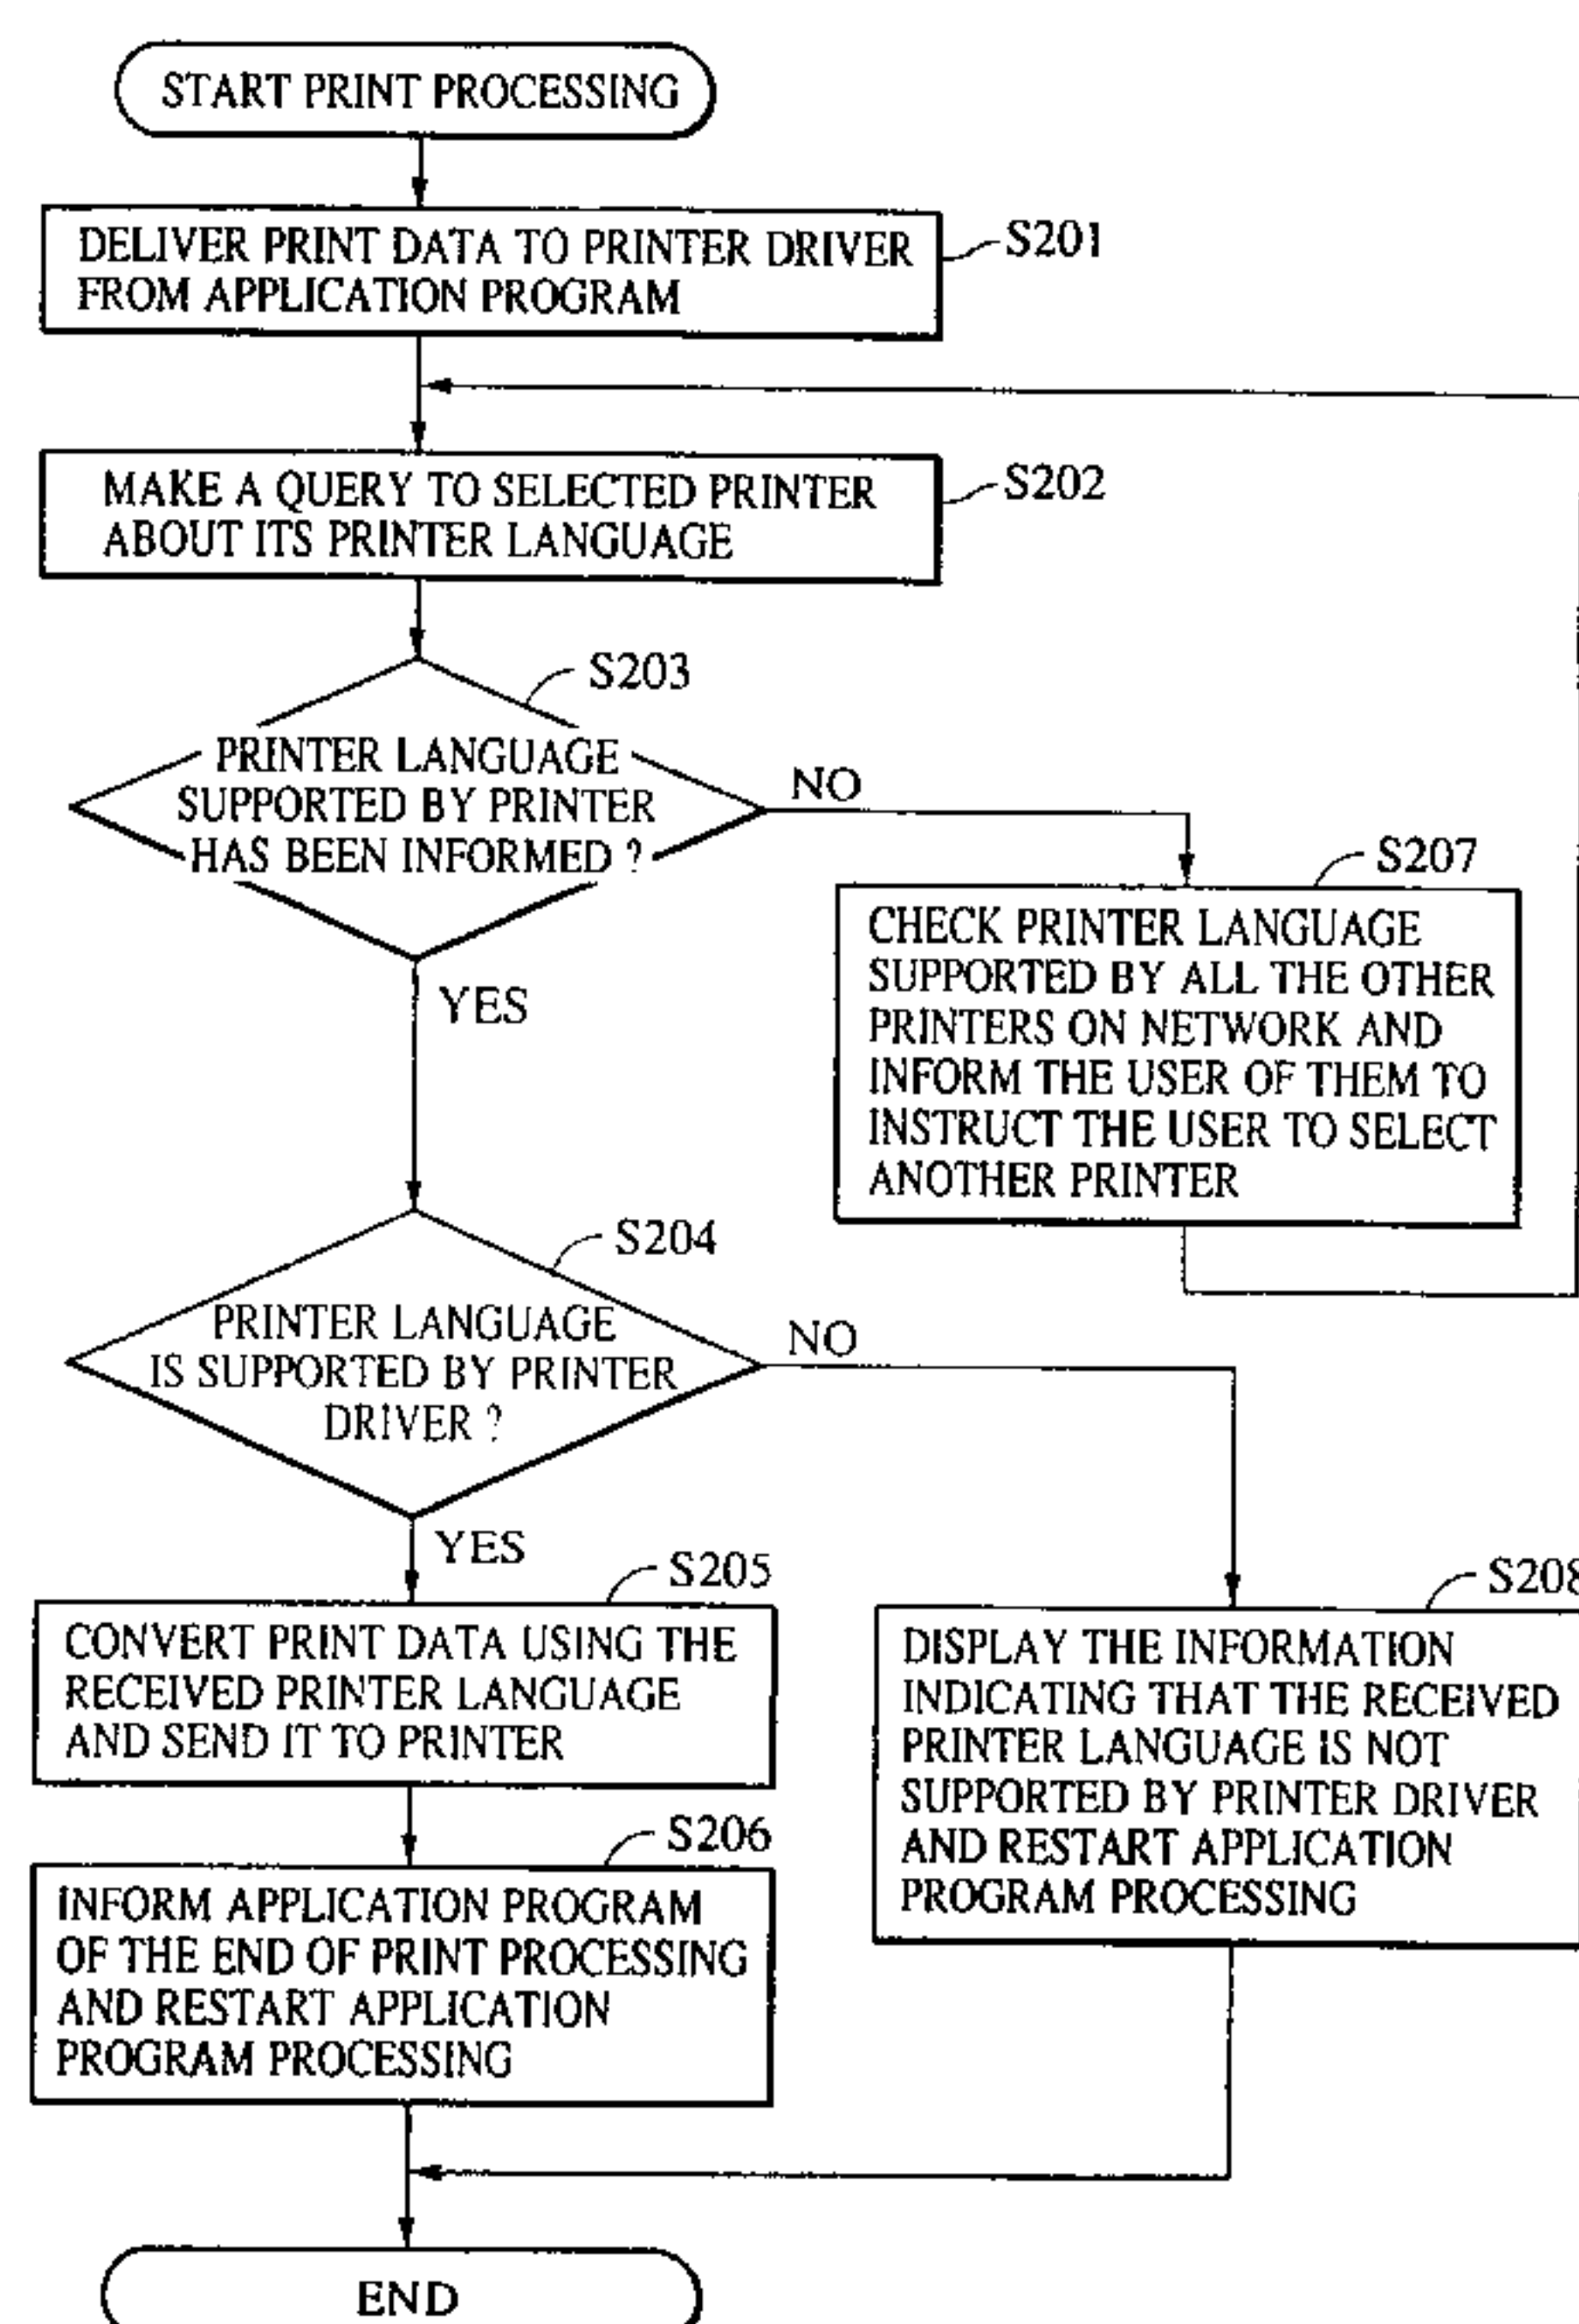 START PRINT PROCESSING
DELIVER PRINT DATA TO PRINTER DRIVER
FROM APPLICATION PROGRAM
S201
MAKE A QUERY TO SELECTED PRINTER
ABOUT ITS PRINTER LANGUAGE
S202
S203
PRINTER LANGUAGE
SUPPORTED BY PRINTER
HAS BEEN INFORMED ?
NO
YES
S207
CHECK PRINTER LANGUAGE
SUPPORTED BY ALL THE OTHER
PRINTERS ON NETWORK AND
INFORM THE USER OF THEM TO
INSTRUCT THE USER TO SELECT
ANOTHER PRINTER
S204
PRINTER LANGUAGE
IS SUPPORTED BY PRINTER
DRIVER ?
NO
YES
S205
CONVERT PRINT DATA USING THE
RECEIVED PRINTER LANGUAGE
AND SEND IT TO PRINTER
S206
INFORM APPLICATION PROGRAM
OF THE END OF PRINT PROCESSING
AND RESTART APPLICATION
PROGRAM PROCESSING
S208
DISPLAY THE INFORMATION
INDICATING THAT THE RECEIVED
PRINTER LANGUAGE IS NOT
SUPPORTED BY PRINTER DRIVER
AND RESTART APPLICATION
PROGRAM PROCESSING
END